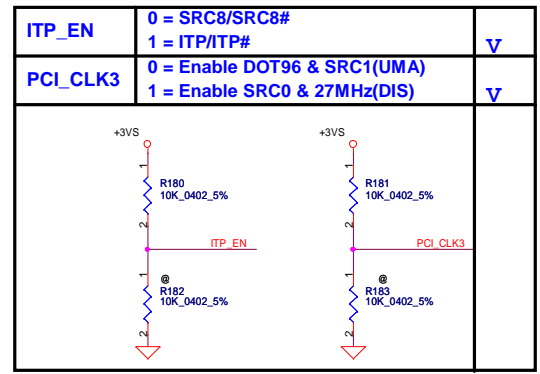 ITP_EN
0 = SRC8/SRC8#
1 = ITP/ITP#
V
PCI_CLK3
0 = Enable DOT96 & SRC1(UMA)
1 = Enable SRC0 & 27MHz(DIS)
V
+3VS
+3VS
1
1
R180
10K_0402_5%
R181
10K_0402_5%
2
2
ITP_EN
PCI_CLK3
1
1
@
R182
10K_0402_5%
@
R183
10K_0402_5%
2
2